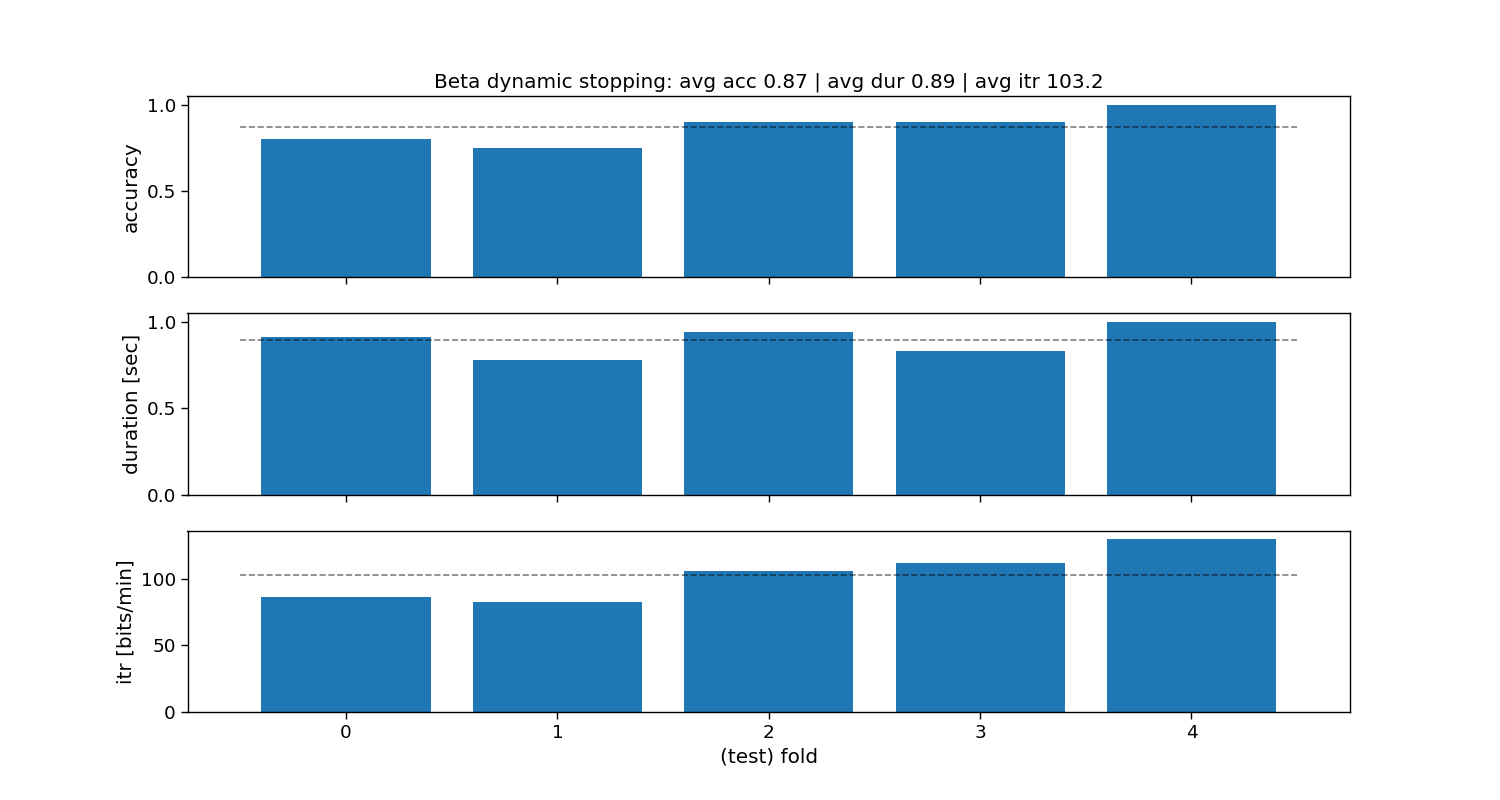 Beta dynamic stopping: avg acc 0.87 | avg dur 0.89 | avg itr 103.2
accuracy
1.0
0.5
0.0
duration [sec]
1.0
0.5
0.0
itr [bits/min]
100
50
0
0 1 2 3 4
(test) fold